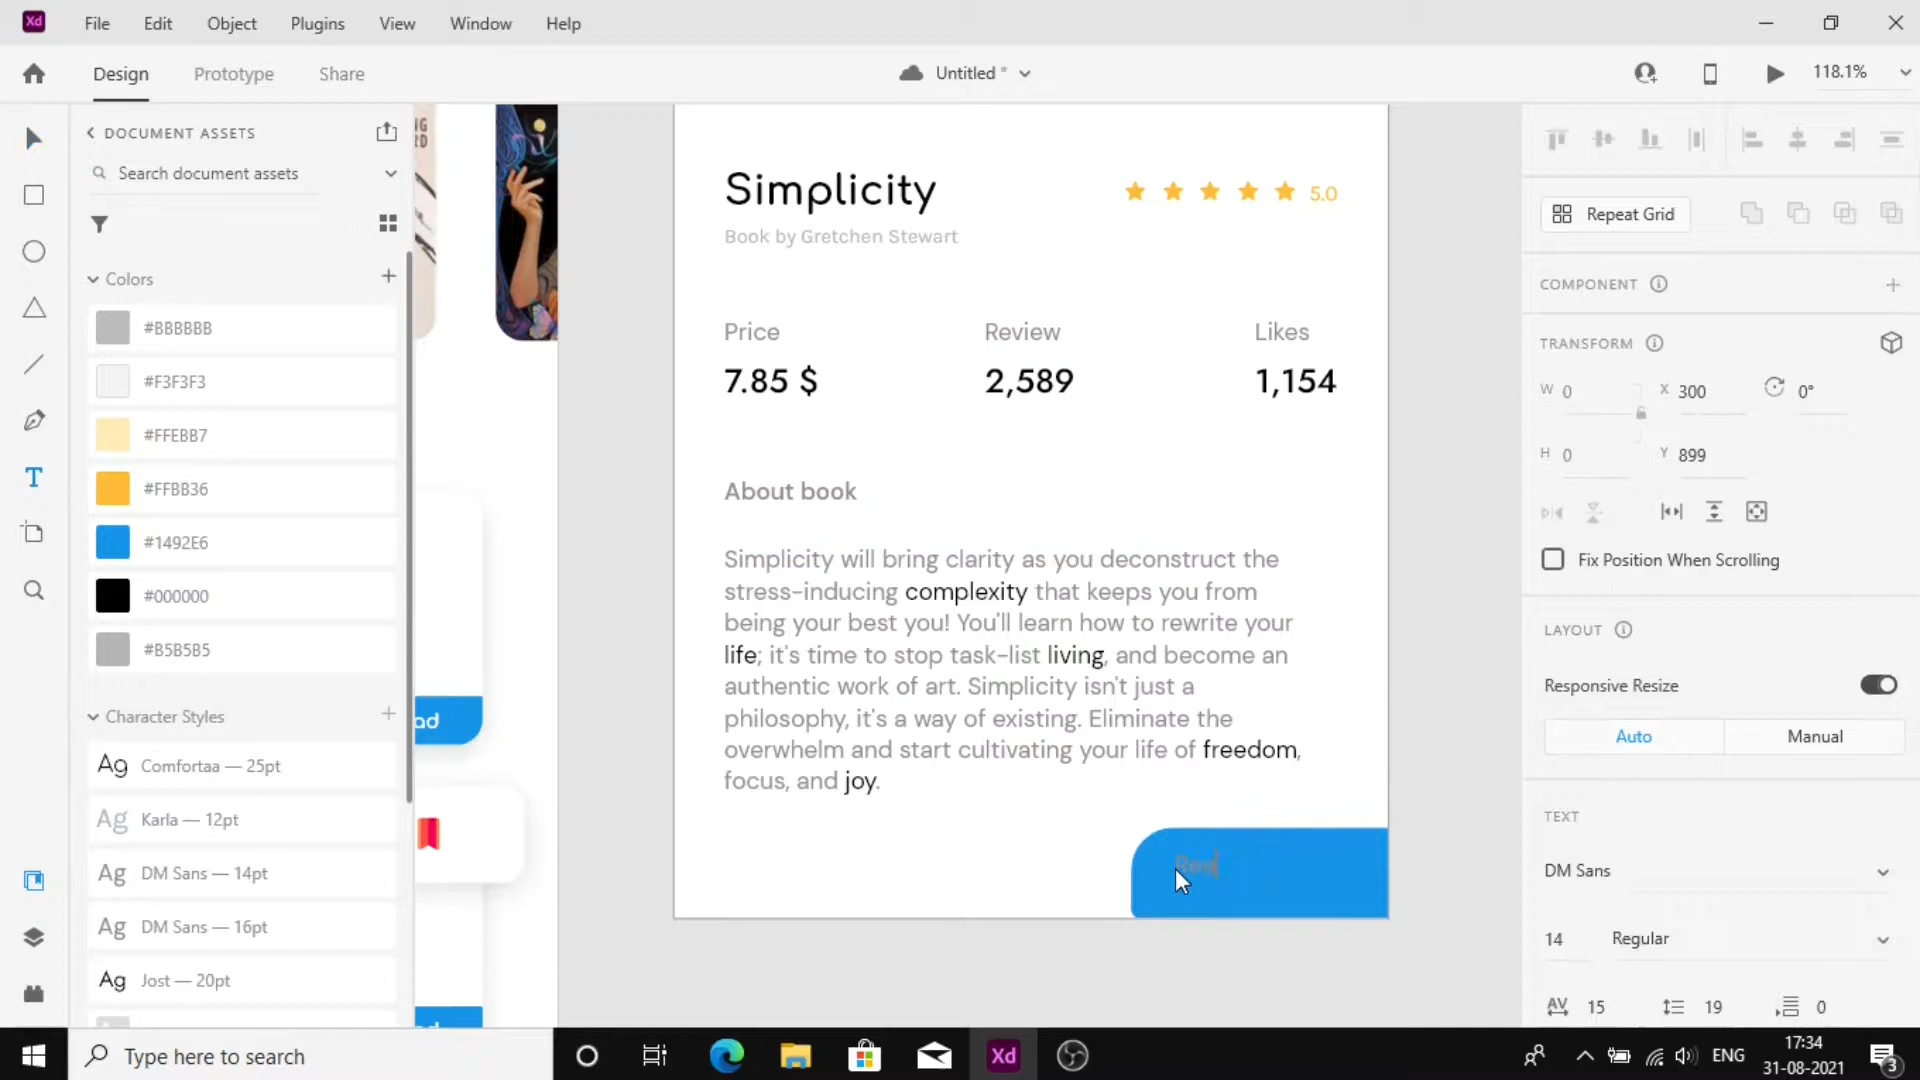 Xd File Edit Object Plugins View Window Help
Design Prototype Share Untitled * 118.1%
DOCUMENT ASSETS
Search document assets
Colors
#BBBBBB
#F3F3F3
#FFEBB7
#FFBB36
#1492E6
#000000
#B5B5B5
Character Styles
Ag Comfortaa — 25pt
Ag Karla — 12pt
Ag DM Sans — 14pt
Ag DM Sans — 16pt
Ag Jost — 20pt
NG
ad
Simplicity
5.0
Book by Gretchen Stewart
Price Review Likes
7.85 $ 2,589 1,154
About book
Simplicity will bring clarity as you deconstruct the
stress-inducing complexity that keeps you from
being your best you! You'll learn how to rewrite your
life; it's time to stop task-list living, and become an
authentic work of art. Simplicity isn't just a
philosophy, it's a way of existing. Eliminate the
overwhelm and start cultivating your life of freedom,
focus, and joy.
Repeat Grid
COMPONENT
TRANSFORM
W 0 X 300 0°
H 0 Y 899
Fix Position When Scrolling
LAYOUT
Responsive Resize
Auto Manual
TEXT
DM Sans
14 Regular
AV 15 19 0
Type here to search
Xd
ENG
17:34
31-08-2021
3